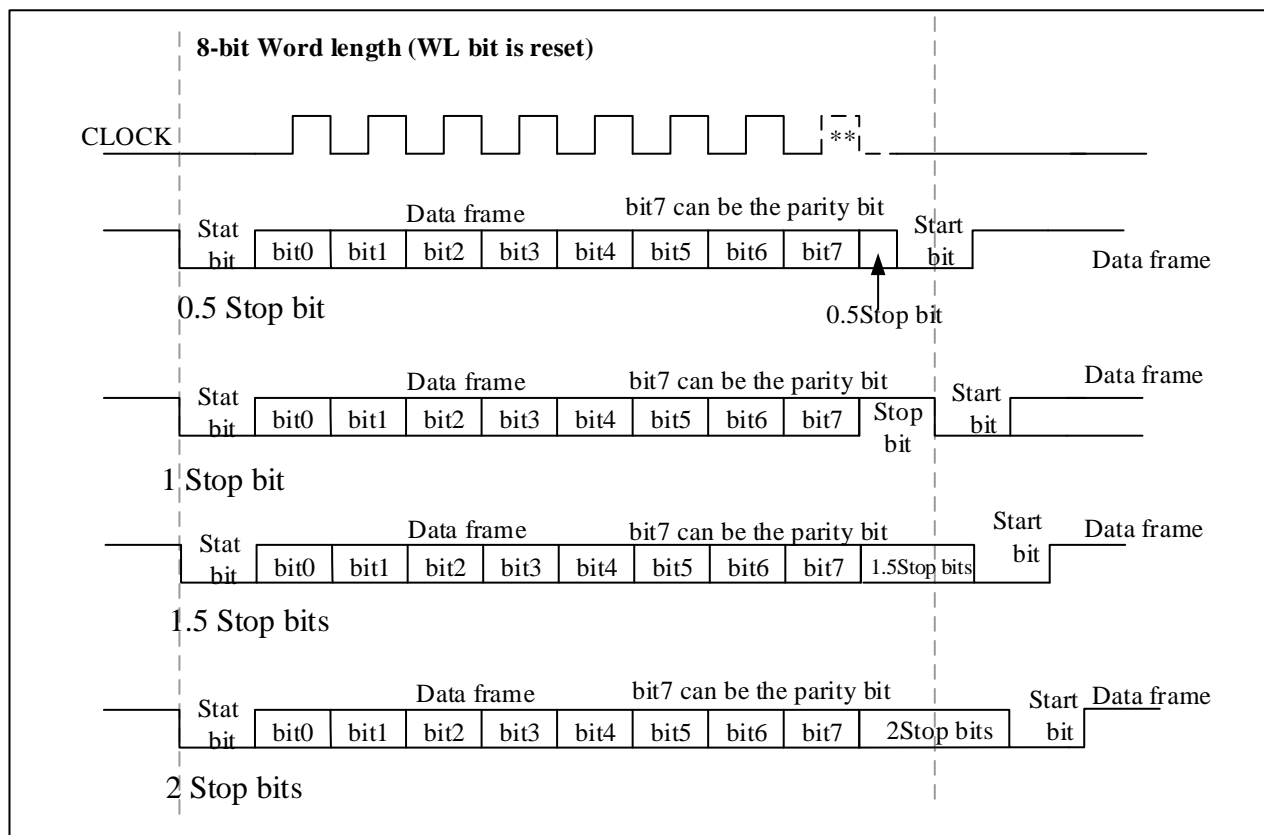 8-bit Word length (WL bit is reset)
CLOCK
**
Data frame
bit7 can be the parity bit
Stat
bit
bit0 bit1 bit2 bit3 bit4 bit5 bit6 bit7
Start
bit
Data frame
0.5 Stop bit
0.5Stop bit
Data frame
bit7 can be the parity bit
Data frame
Stat
bit
bit0 bit1 bit2 bit3 bit4 bit5 bit6 bit7
Stop
bit
Start
bit
1 Stop bit
Data frame
bit7 can be the parity bit
Start
bit
Data frame
Stat
bit
bit0 bit1 bit2 bit3 bit4 bit5 bit6 bit7
1.5Stop bits
1.5 Stop bits
Data frame
bit7 can be the parity bit
Start
bit
Data frame
Stat
bit
bit0 bit1 bit2 bit3 bit4 bit5 bit6 bit7
2Stop bits
2 Stop bits